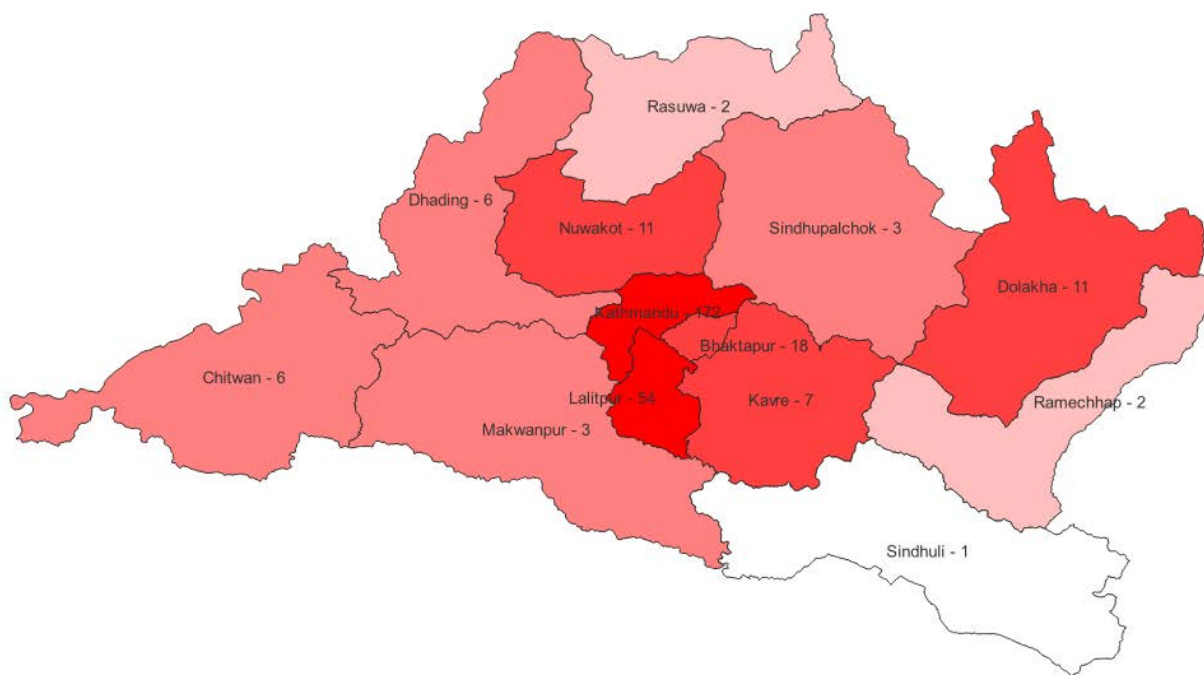 Rasuwa - 2
Dhading - 6
Nuwakot - 11
Sindhupalchok - 3
Dolakha - 11
Kathmandu - 172
Bhaktapur - 18
Chitwan - 6
Lalitpur - 54
Kavre - 7
Ramechhap - 2
Makwanpur - 3
Sindhuli - 1